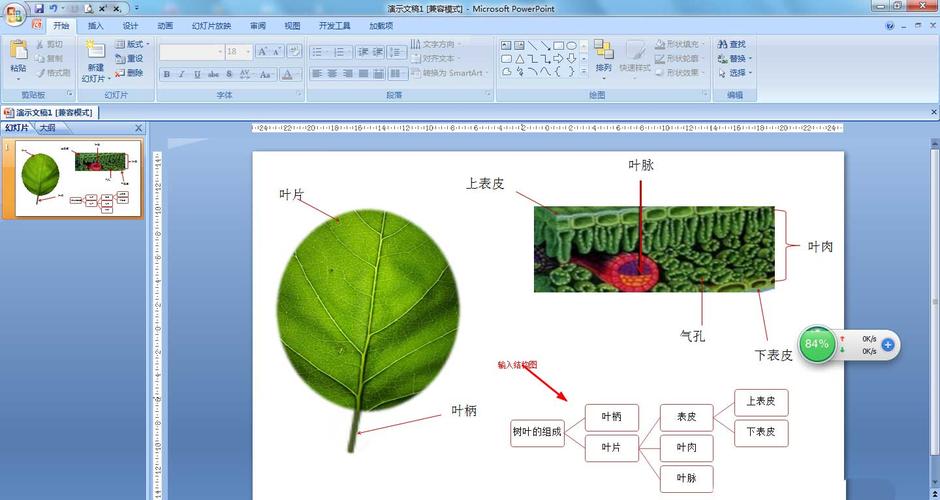 演示文稿1 [兼容模式] - Microsoft PowerPoint
开始 插入 设计 动画 幻灯片放映 审阅 视图 开发工具 加载项
粘贴 剪切 复制 格式刷 剪贴板
新建幻灯片 版式 重设 删除 幻灯片
18 字体
文字方向 对齐文本 转换为 SmartArt 段落
排列 快速样式 形状填充 形状轮廓 形状效果 绘图
查找 替换 选择 编辑
演示文稿1 [兼容模式]
幻灯片 大纲
1
叶片
叶柄
上表皮
叶脉
叶肉
气孔
下表皮
84% 0K/s
0K/s
输入结构图
树叶的组成
叶柄
叶片
表皮
叶肉
叶脉
上表皮
下表皮